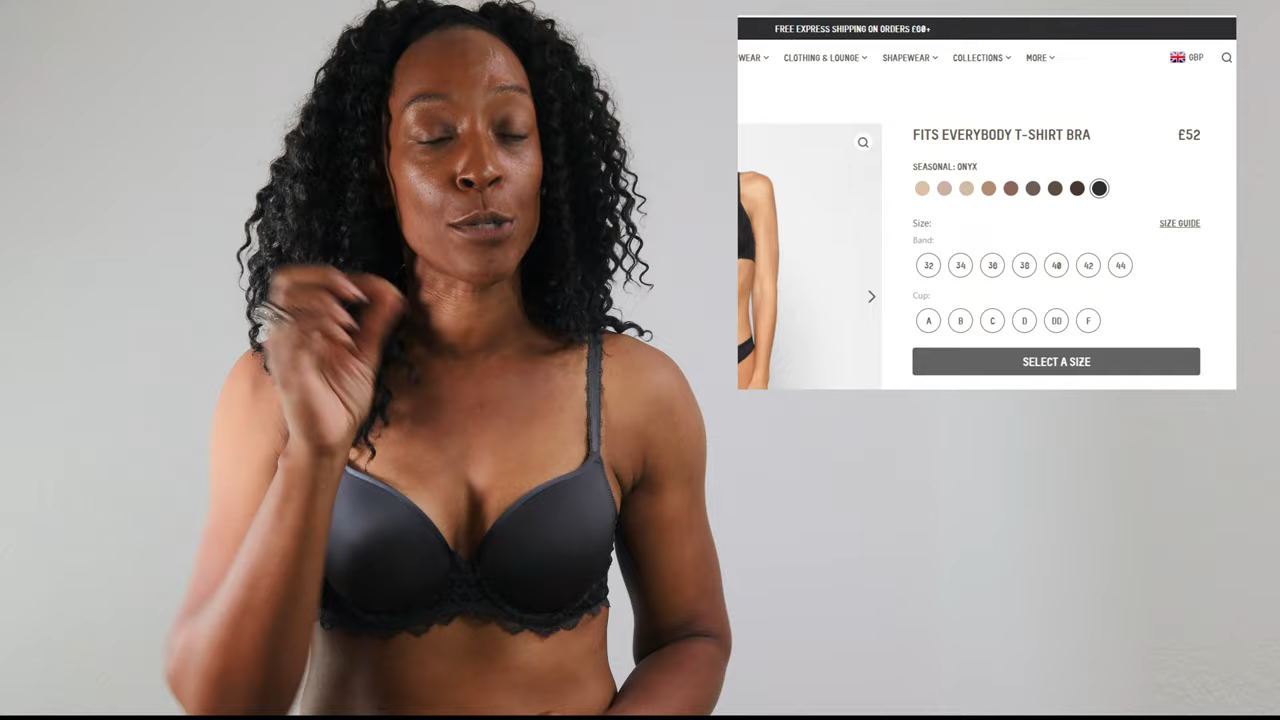 FREE EXPRESS SHIPPING ON ORDERS £60+
WEAR CLOTHING & LOUNGE SHAPEWEAR COLLECTIONS MORE GBP
FITS EVERYBODY T-SHIRT BRA £52
SEASONAL: ONYX
Size: SIZE GUIDE
Band:
32 34 36 38 40 42 44
Cup:
A B C D DD F
SELECT A SIZE